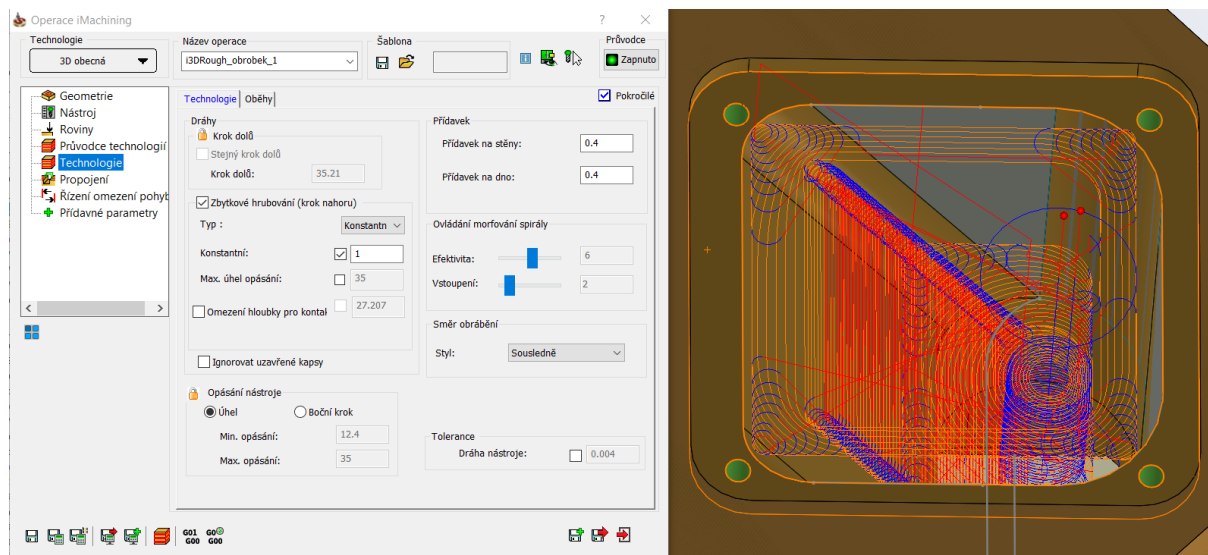 Operace iMachining
Technologie
3D obecná
Název operace
i3DRough_obrobek_1
Šablona
Průvodce
Zapnuto
Geometrie
Nástroj
Roviny
Průvodce technologií
Technologie
Propojení
Řízení omezení pohyb
Přídavné parametry
Technologie
Oběhy
Pokročilé
Dráhy
Krok dolů
Stejný krok dolů
Krok dolů: 35.21
Zbytkové hrubování (krok nahoru)
Typ : Konstantn
Konstantní: 1
Max. úhel opásání: 35
Omezení hloubky pro kontak 27.207
Ignorovat uzavřené kapsy
Opásání nástroje
Úhel Boční krok
Min. opásání: 12.4
Max. opásání: 35
Přídavek
Přídavek na stěny: 0.4
Přídavek na dno: 0.4
Ovládání morfování spirály
Efektivita: 6
Vstoupení: 2
Směr obrábění
Styl: Sousledně
Tolerance
Dráha nástroje: 0.004
G01 G0
G00 G00
X